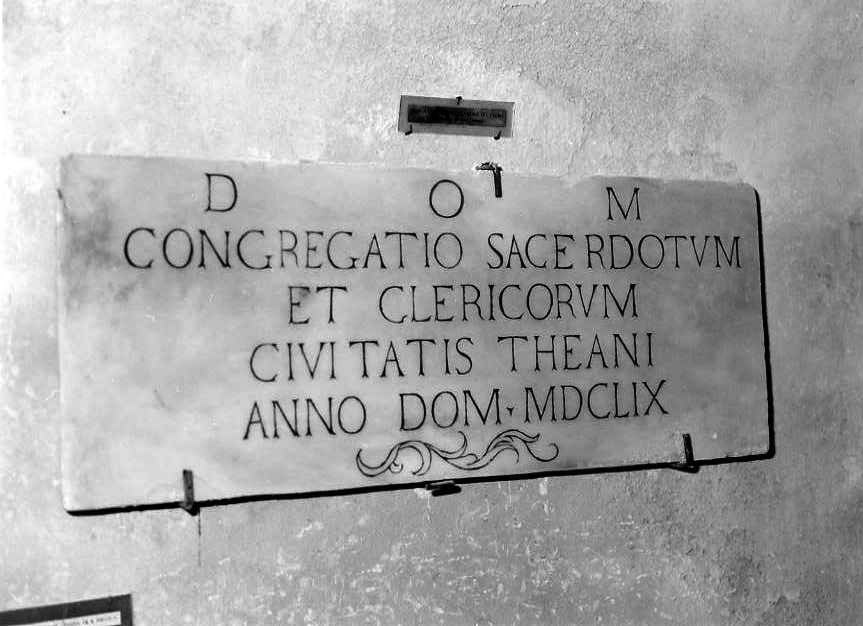 D O M
CONGREGATIO SACERDOTVM
ET CLERICORVM
CIVITATIS THEANI
ANNO DOM · MDCLIX